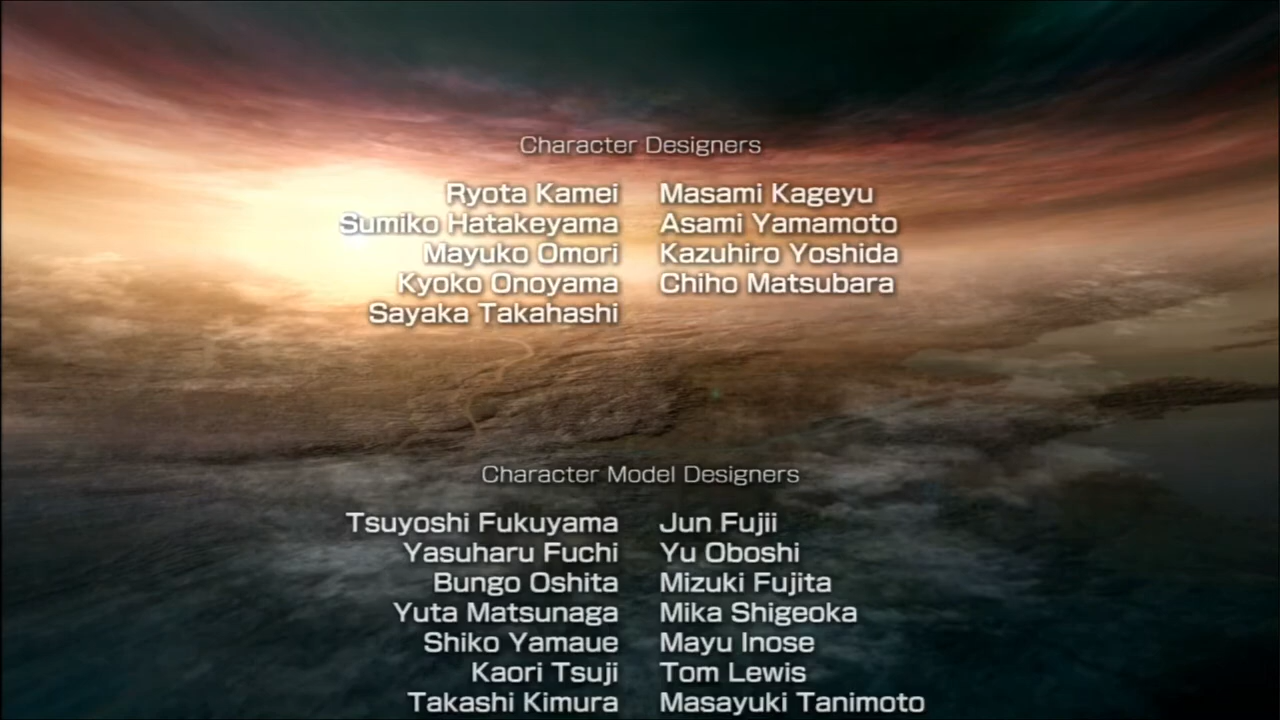 Character Designers
Ryota Kamei Masami Kageyu
Sumiko Hatakeyama Asami Yamamoto
Mayuko Omori Kazuhiro Yoshida
Kyoko Onoyama Chiho Matsubara
Sayaka Takahashi
Character Model Designers
Tsuyoshi Fukuyama Jun Fujii
Yasuharu Fuchi Yu Oboshi
Bungo Oshita Mizuki Fujita
Yuta Matsunaga Mika Shigeoka
Shiko Yamaue Mayu Inose
Kaori Tsuji Tom Lewis
Takashi Kimura Masayuki Tanimoto